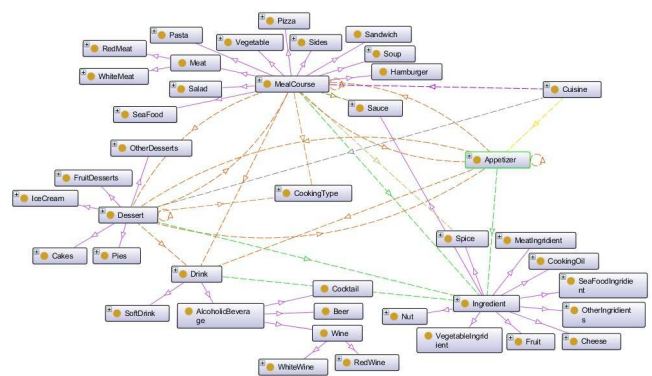 Pizza
Pasta
Vegetable
Sides
Sandwich
RedMeat
Meat
Soup
WhiteMeat
Hamburger
Salad
MealCourse
Cuisine
SeaFood
Sauce
OtherDesserts
Appetizer
FruitDesserts
IceCream
CookingType
Dessert
Spice
MeatIngridient
Cakes
Pies
CookingOil
Drink
SeaFoodIngridie
nt
Cocktail
Ingredient
SoftDrink
AlcoholicBevera
ge
Beer
Nut
OtherIngridient
s
Wine
VegetableIngrid
ient
Fruit
Cheese
WhiteWine
RedWine